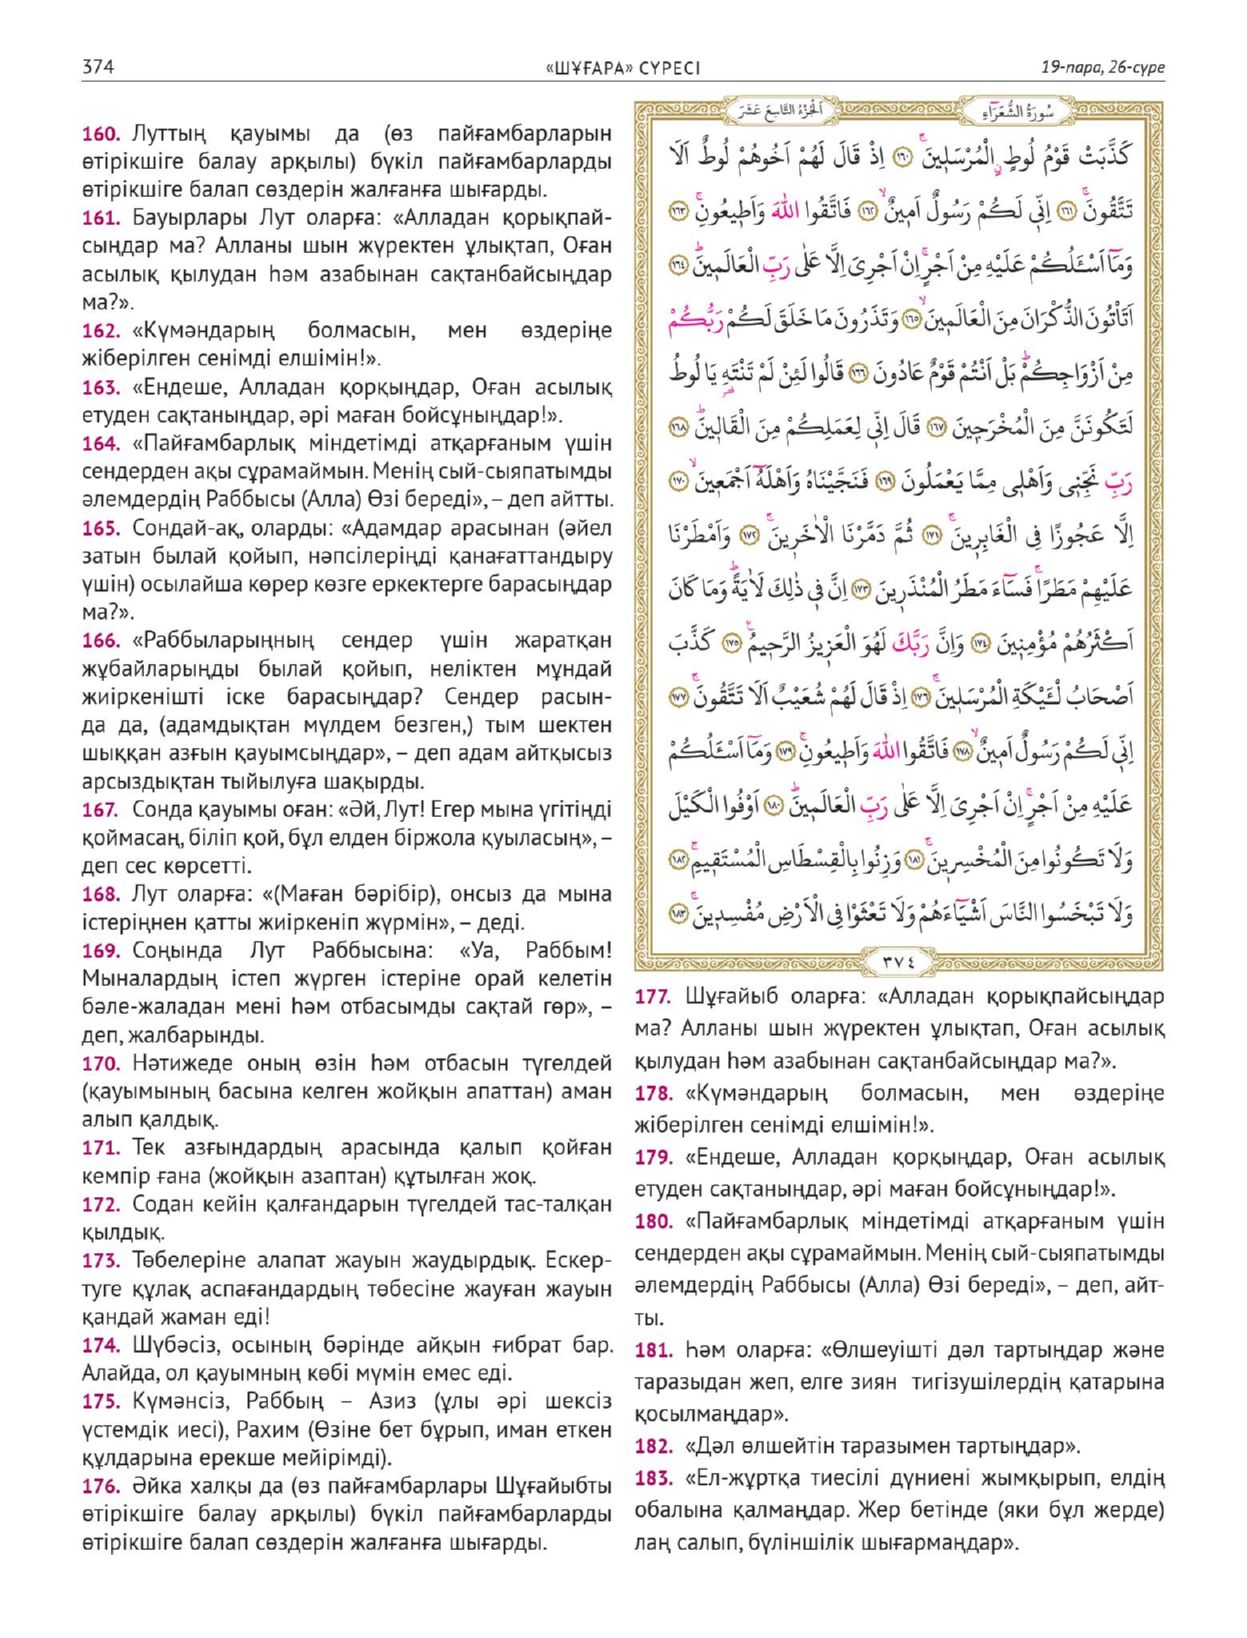 374
«ШҰҒАРА» СҮРЕСІ
19-пара, 26-сүре
160. Луттың қауымы да (өз пайғамбарларын
өтірікшіге балау арқылы) бүкіл пайғамбарларды
өтірікшіге балап сөздерін жалғанға шығарды.
161. Бауырлары Лут оларға: «Алладан қорықпай-
сыңдар ма? Алланы шын жүректен ұлықтап, Оған
асылық қылудан һәм азабынан сақтанбайсыңдар
ма?».
162. «Күмәндарың болмасын, мен өздеріңе
жіберілген сенімді елшімін!».
163. «Ендеше, Алладан қорқыңдар, Оған асылық
етуден сақтаныңдар, әрі маған бойсұныңдар!».
164. «Пайғамбарлық міндетімді атқарғаным үшін
сендерден ақы сұрамаймын. Менің сый-сыяпатымды
әлемдердің Раббысы (Алла) Өзі береді», – деп айтты.
165. Сондай-ақ, оларды: «Адамдар арасынан (әйел
затын былай қойып, нәпсілеріңді қанағаттандыру
үшін) осылайша көрер көзге еркектерге барасыңдар
ма?».
166. «Раббыларыңның сендер үшін жаратқан
жұбайларыңды былай қойып, неліктен мұндай
жиіркенішті іске барасыңдар? Сендер расын-
да да, (адамдықтан мүлдем безген,) тым шектен
шыққан азғын қауымсыңдар», – деп адам айтқысыз
арсыздықтан тыйылуға шақырды.
167. Сонда қауымы оған: «Әй, Лут! Егер мына үгітіңді
қоймасаң, біліп қой, бұл елден біржола қуыласың», –
деп сес көрсетті.
168. Лут оларға: «(Маған бәрібір), онсыз да мына
істеріңнен қатты жиіркеніп жүрмін», – деді.
169. Соңында Лут Раббысына: «Уа, Раббым!
Мыналардың істеп жүрген істеріне орай келетін
бәле-жаладан мені һәм отбасымды сақтай гөр», –
деп, жалбарынды.
170. Нәтижеде оның өзін һәм отбасын түгелдей
(қауымының басына келген жойқын апаттан) аман
алып қалдық.
171. Тек азғындардың арасында қалып қойған
кемпір ғана (жойқын азаптан) құтылған жоқ.
172. Содан кейін қалғандарын түгелдей тас-талқан
қылдық.
173. Төбелеріне алапат жауын жаудырдық. Ескер-
туге құлақ аспағандардың төбесіне жауған жауын
қандай жаман еді!
174. Шүбәсіз, осының бәрінде айқын ғибрат бар.
Алайда, ол қауымның көбі мүмін емес еді.
175. Күмәнсіз, Раббың – Азиз (ұлы әрі шексіз
үстемдік иесі), Рахим (Өзіне бет бұрып, иман еткен
құлдарына ерекше мейірімді).
176. Әйка халқы да (өз пайғамбарлары Шұғайыбты
өтірікшіге балау арқылы) бүкіл пайғамбарларды
өтірікшіге балап сөздерін жалғанға шығарды.
سُورَةُ الشُّعَرَاءِ
اَلْجُزْءُ التَّاسِعَ عَشَرَ
كَذَّبَتْ قَوْمُ لُوطٍ الْمُرْسَلِينَۚ ﴿١٦٠﴾ اِذْ قَالَ لَهُمْ اَخُوهُمْ لُوطٌ اَلَا
تَتَّقُونَۚ ﴿١٦١﴾ اِنّٖى لَكُمْ رَسُولٌ اَمٖينٌۙ ﴿١٦٢﴾ فَاتَّقُوا اللّٰهَ وَاَطٖيعُونِۚ ﴿١٦٣﴾
وَمَٓا اَسْـَٔلُكُمْ عَلَيْهِ مِنْ اَجْرٍۚ اِنْ اَجْرِىَ اِلَّا عَلٰى رَبِّ الْعَالَمٖينَؕ ﴿١٦٤﴾
اَتَاْتُونَ الذُّكْرَانَ مِنَ الْعَالَمٖينَۙ ﴿١٦٥﴾ وَتَذَرُونَ مَا خَلَقَ لَكُمْ رَبُّكُمْ
مِنْ اَزْوَاجِكُمْؕ بَلْ اَنْتُمْ قَوْمٌ عَادُونَ ﴿١٦٦﴾ قَالُوا لَئِنْ لَمْ تَنْتَهِ يَا لُوطُ
لَتَكُونَنَّ مِنَ الْمُخْرَجٖينَ ﴿١٦٧﴾ قَالَ اِنّٖى لِعَمَلِكُمْ مِنَ الْقَالٖينَؕ ﴿١٦٨﴾
رَبِّ نَجِّنٖى وَاَهْلٖى مِمَّا يَعْمَلُونَ ﴿١٦٩﴾ فَنَجَّيْنَاهُ وَاَهْلَهُٓ اَجْمَعٖينَۙ ﴿١٧٠﴾
اِلَّا عَجُوزًا فِى الْغَابِرٖينَۚ ﴿١٧١﴾ ثُمَّ دَمَّرْنَا الْاٰخَرٖينَۚ ﴿١٧٢﴾ وَاَمْطَرْنَا
عَلَيْهِمْ مَطَرًاۚ فَسَٓاءَ مَطَرُ الْمُنْذَرٖينَ ﴿١٧٣﴾ اِنَّ فٖى ذٰلِكَ لَاٰيَةًؕ وَمَا كَانَ
اَكْثَرُهُمْ مُؤْمِنٖينَ ﴿١٧٤﴾ وَاِنَّ رَبَّكَ لَهُوَ الْعَزٖيزُ الرَّحٖيمُۚ ﴿١٧٥﴾ كَذَّبَ
اَصْحَابُ لْـَٔيْكَةِ الْمُرْسَلٖينَۚ ﴿١٧٦﴾ اِذْ قَالَ لَهُمْ شُعَيْبٌ اَلَا تَتَّقُونَۚ ﴿١٧٧﴾
اِنّٖى لَكُمْ رَسُولٌ اَمٖينٌۙ ﴿١٧٨﴾ فَاتَّقُوا اللّٰهَ وَاَطٖيعُونِۚ ﴿١٧٩﴾ وَمَٓا اَسْـَٔلُكُمْ
عَلَيْهِ مِنْ اَجْرٍۚ اِنْ اَجْرِىَ اِلَّا عَلٰى رَبِّ الْعَالَمٖينَؕ ﴿١٨٠﴾ اَوْفُوا الْكَيْلَ
وَلَا تَكُونُوا مِنَ الْمُخْسِرٖينَۚ ﴿١٨١﴾ وَزِنُوا بِالْقِسْطَاسِ الْمُسْتَقٖيمِۚ ﴿١٨٢﴾
وَلَا تَبْخَسُوا النَّاسَ اَشْيَٓاءَهُمْ وَلَا تَعْثَوْا فِى الْاَرْضِ مُفْسِدٖينَۚ ﴿١٨٣﴾
٣٧٤
177. Шұғайыб оларға: «Алладан қорықпайсыңдар
ма? Алланы шын жүректен ұлықтап, Оған асылық
қылудан һәм азабынан сақтанбайсыңдар ма?».
178. «Күмәндарың болмасын, мен өздеріңе
жіберілген сенімді елшімін!».
179. «Ендеше, Алладан қорқыңдар, Оған асылық
етуден сақтаныңдар, әрі маған бойсұныңдар!».
180. «Пайғамбарлық міндетімді атқарғаным үшін
сендерден ақы сұрамаймын. Менің сый-сыяпатымды
әлемдердің Раббысы (Алла) Өзі береді», – деп, айт-
ты.
181. Һәм оларға: «Өлшеуішті дәл тартыңдар және
таразыдан жеп, елге зиян тигізушілердің қатарына
қосылмаңдар».
182. «Дәл өлшейтін таразымен тартыңдар».
183. «Ел-жұртқа тиесілі дүниені жымқырып, елдің
обалына қалмаңдар. Жер бетінде (яки бұл жерде)
лаң салып, бүліншілік шығармаңдар».